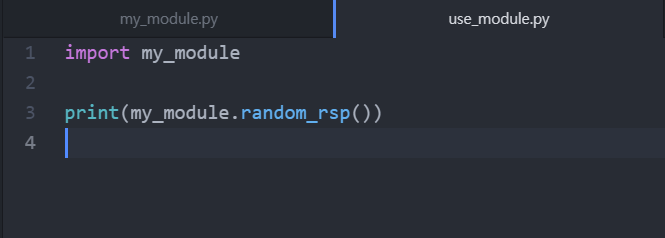 my_module.py use_module.py
1 import my_module
2
3 print(my_module.random_rsp())
4